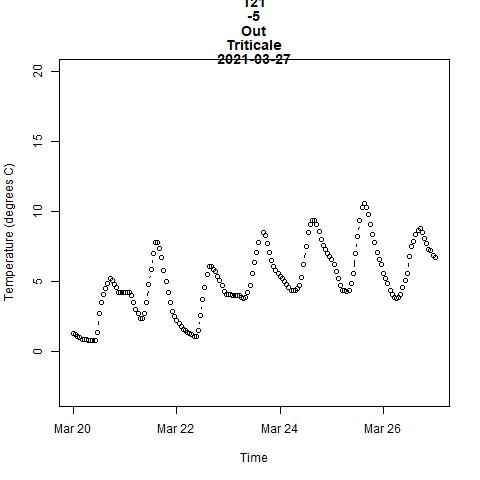 121
-5
Out
Triticale
2021-03-27
Temperature (degrees C)
20
15
10
5
0
Mar 20
Mar 22
Mar 24
Mar 26
Time